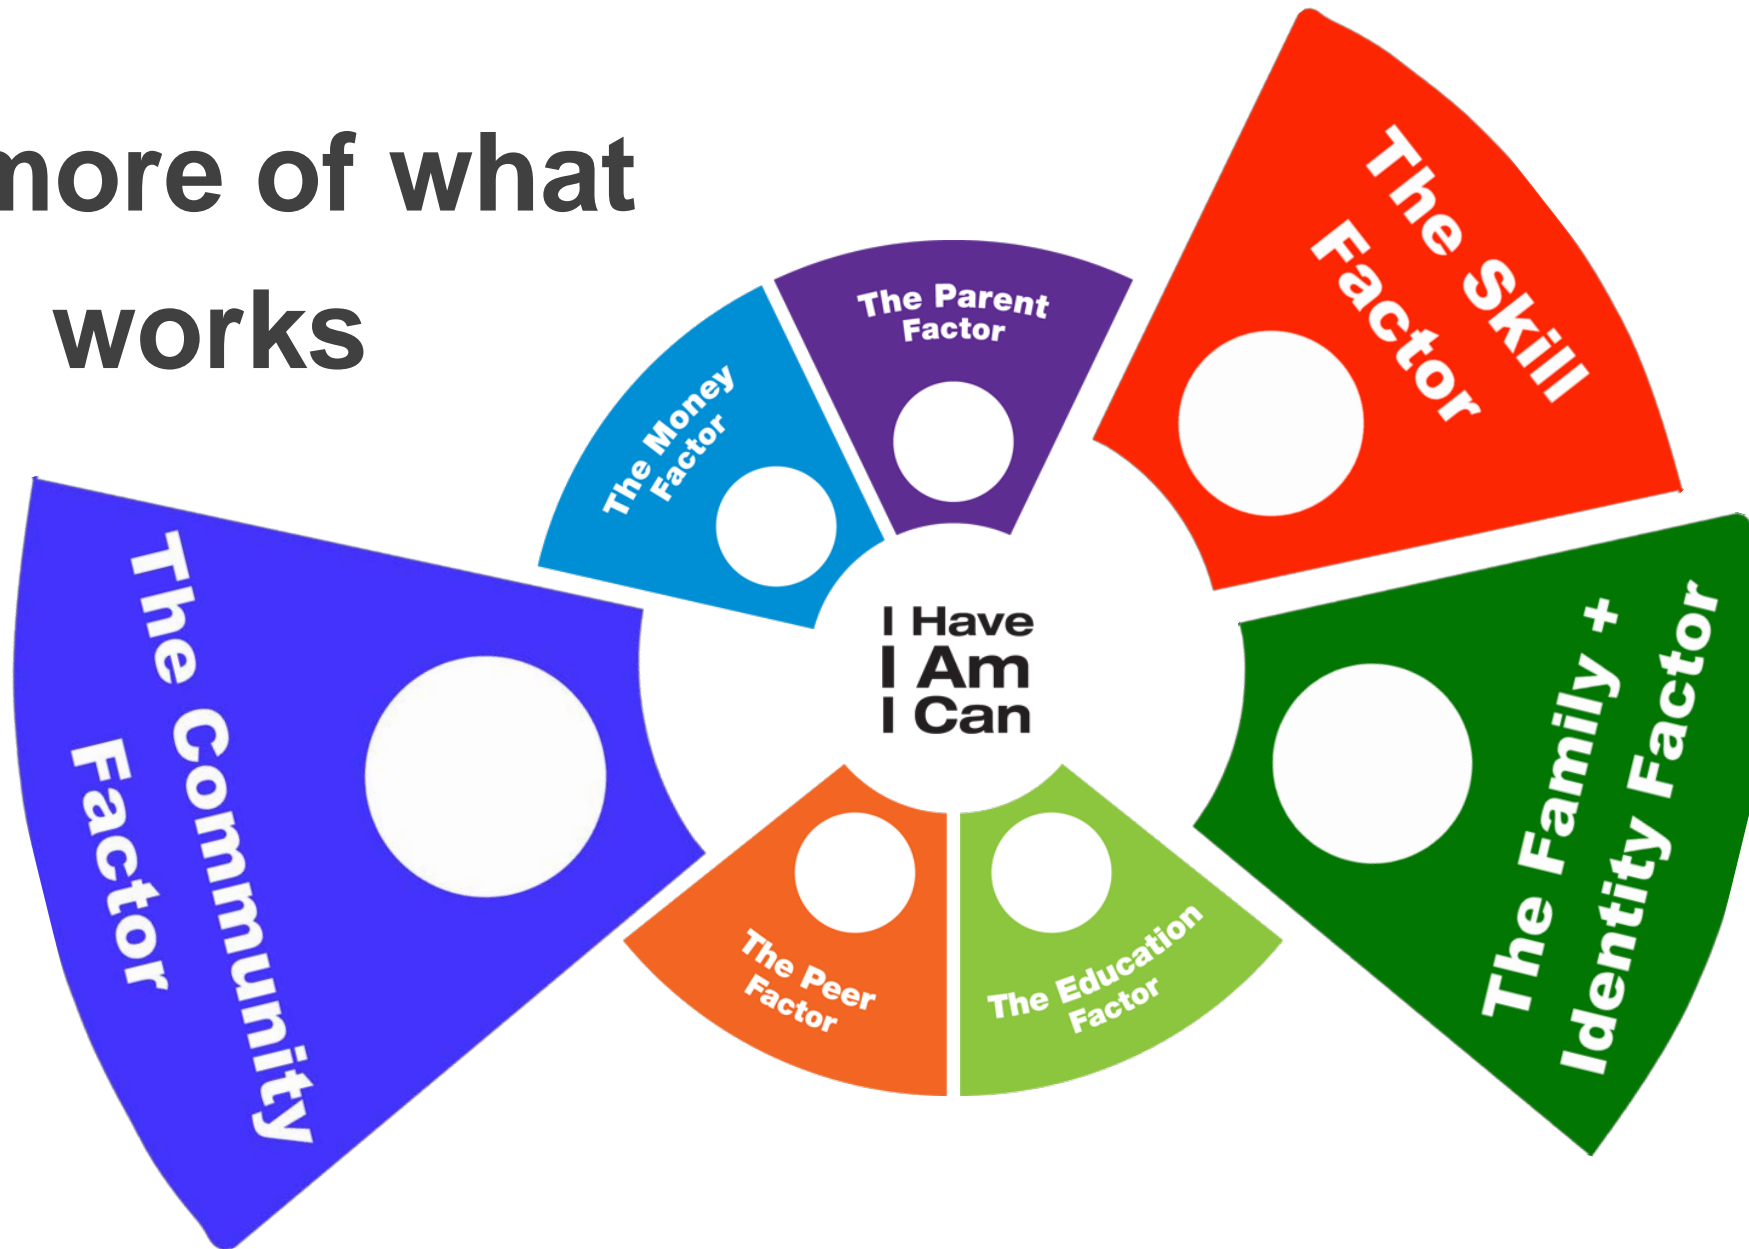 more of what
works
The Parent
Factor
The Skill
Factor
The Money
Factor
The Family +
Identity Factor
I Have
I Am
I Can
The Community
Factor
The Peer
Factor
The Education
Factor